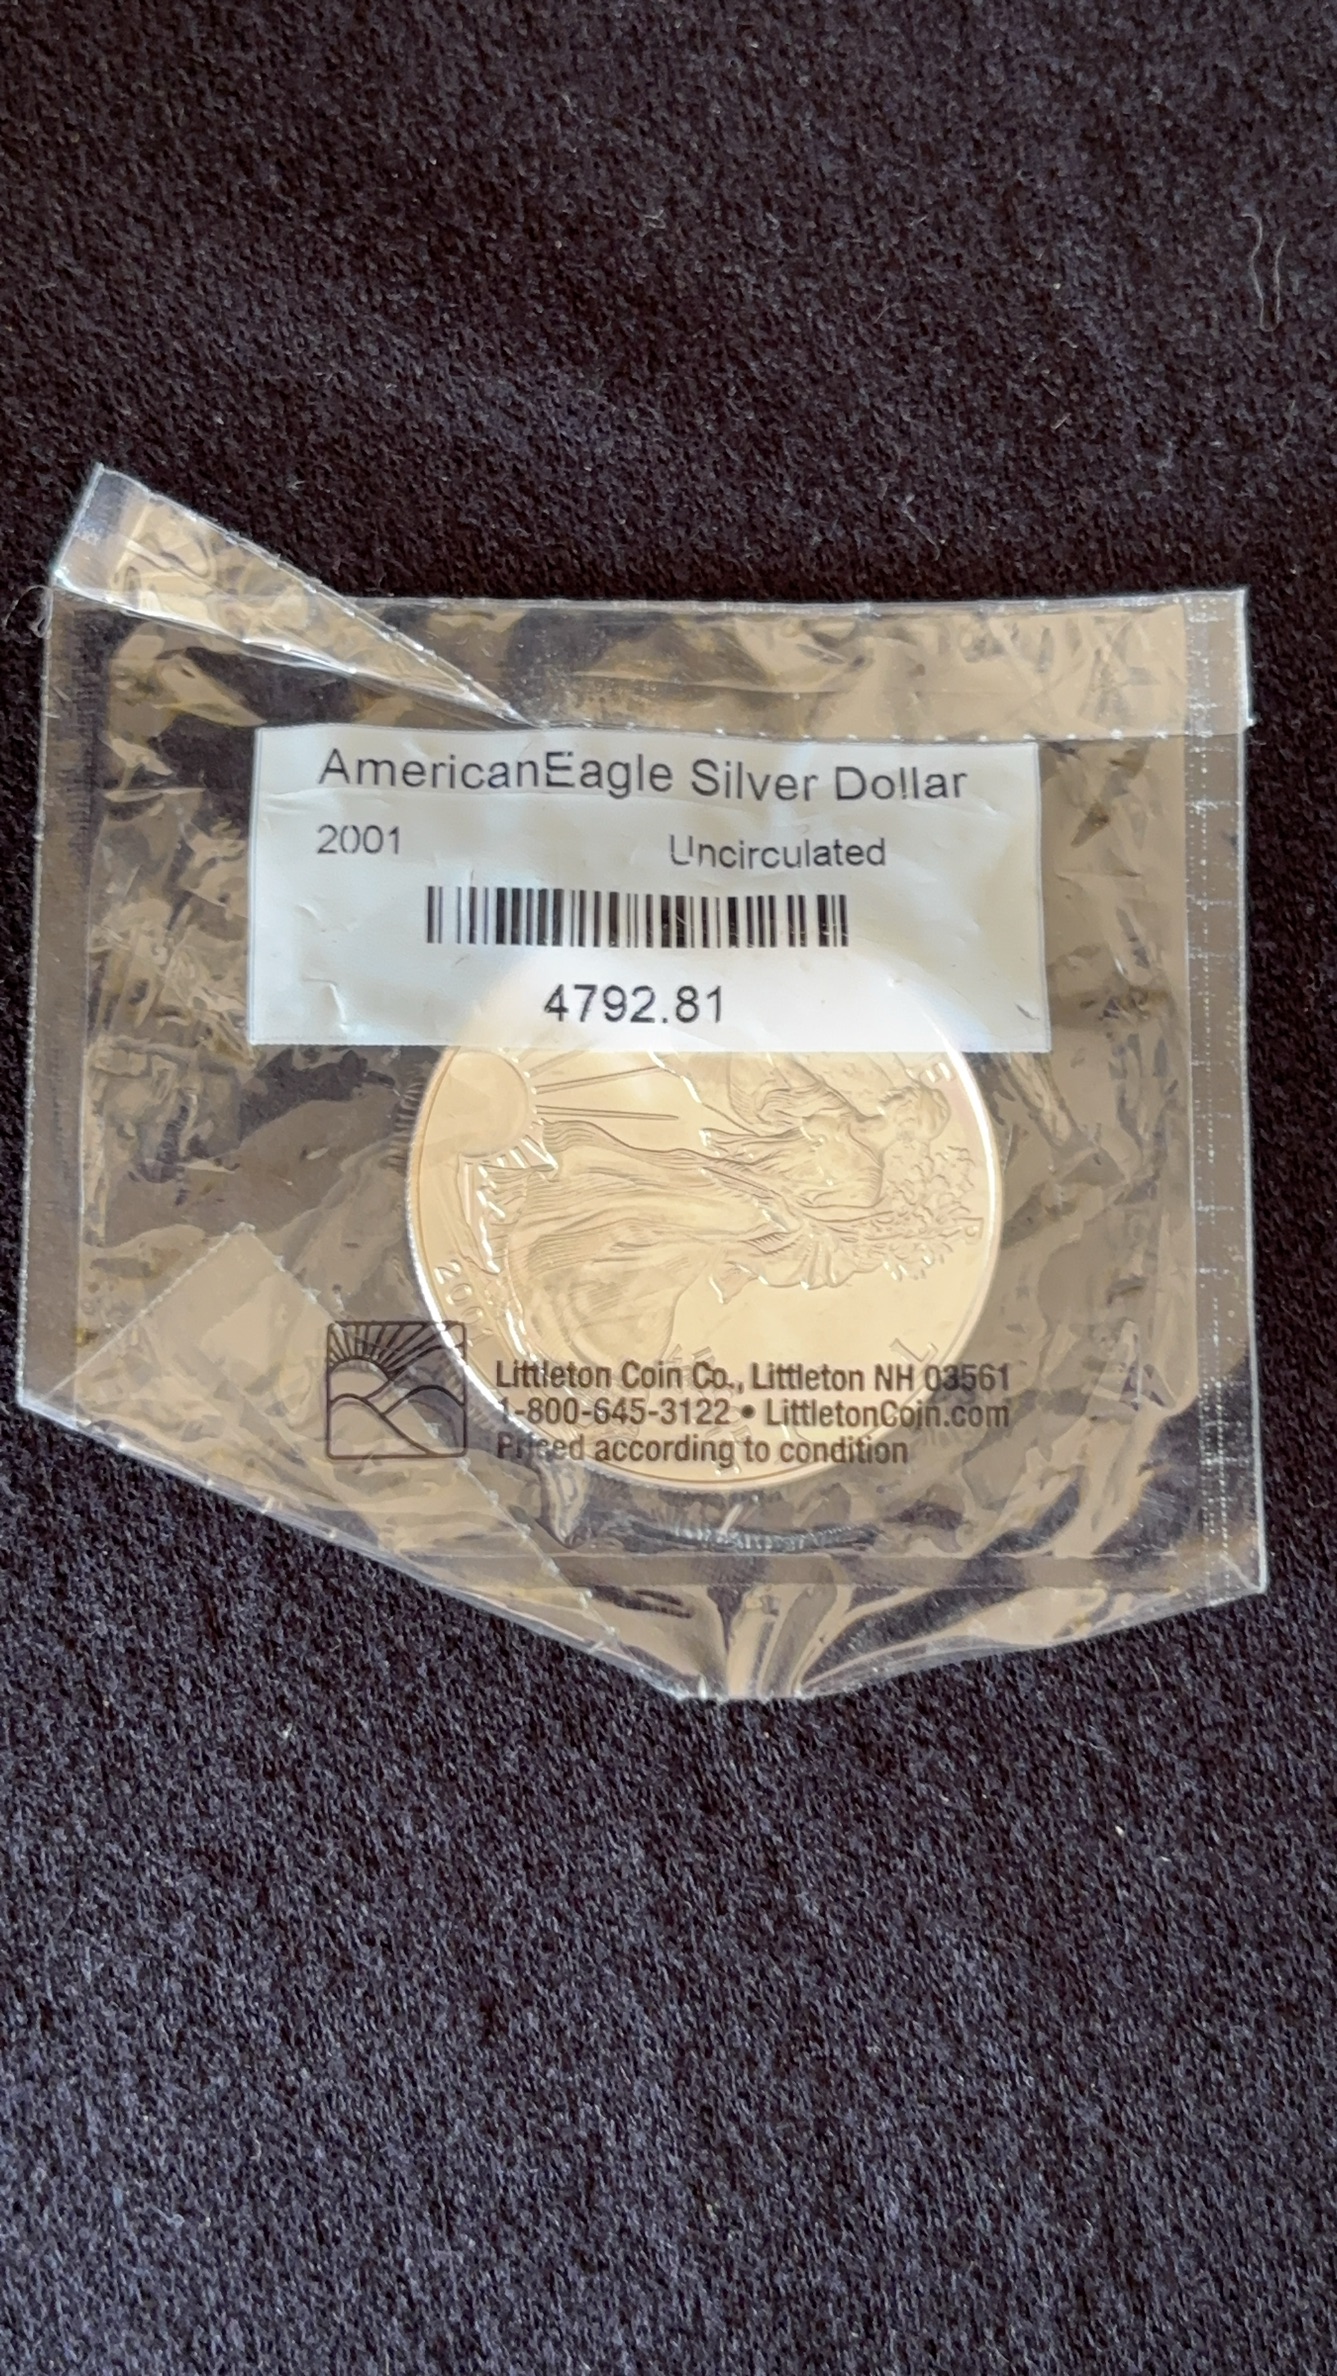 AmericanEagle Silver Dollar
2001 Uncirculated
4792.81
2001
Littleton Coin Co., Littleton NH 03561
1-800-645-3122 • LittletonCoin.com
Priced according to condition